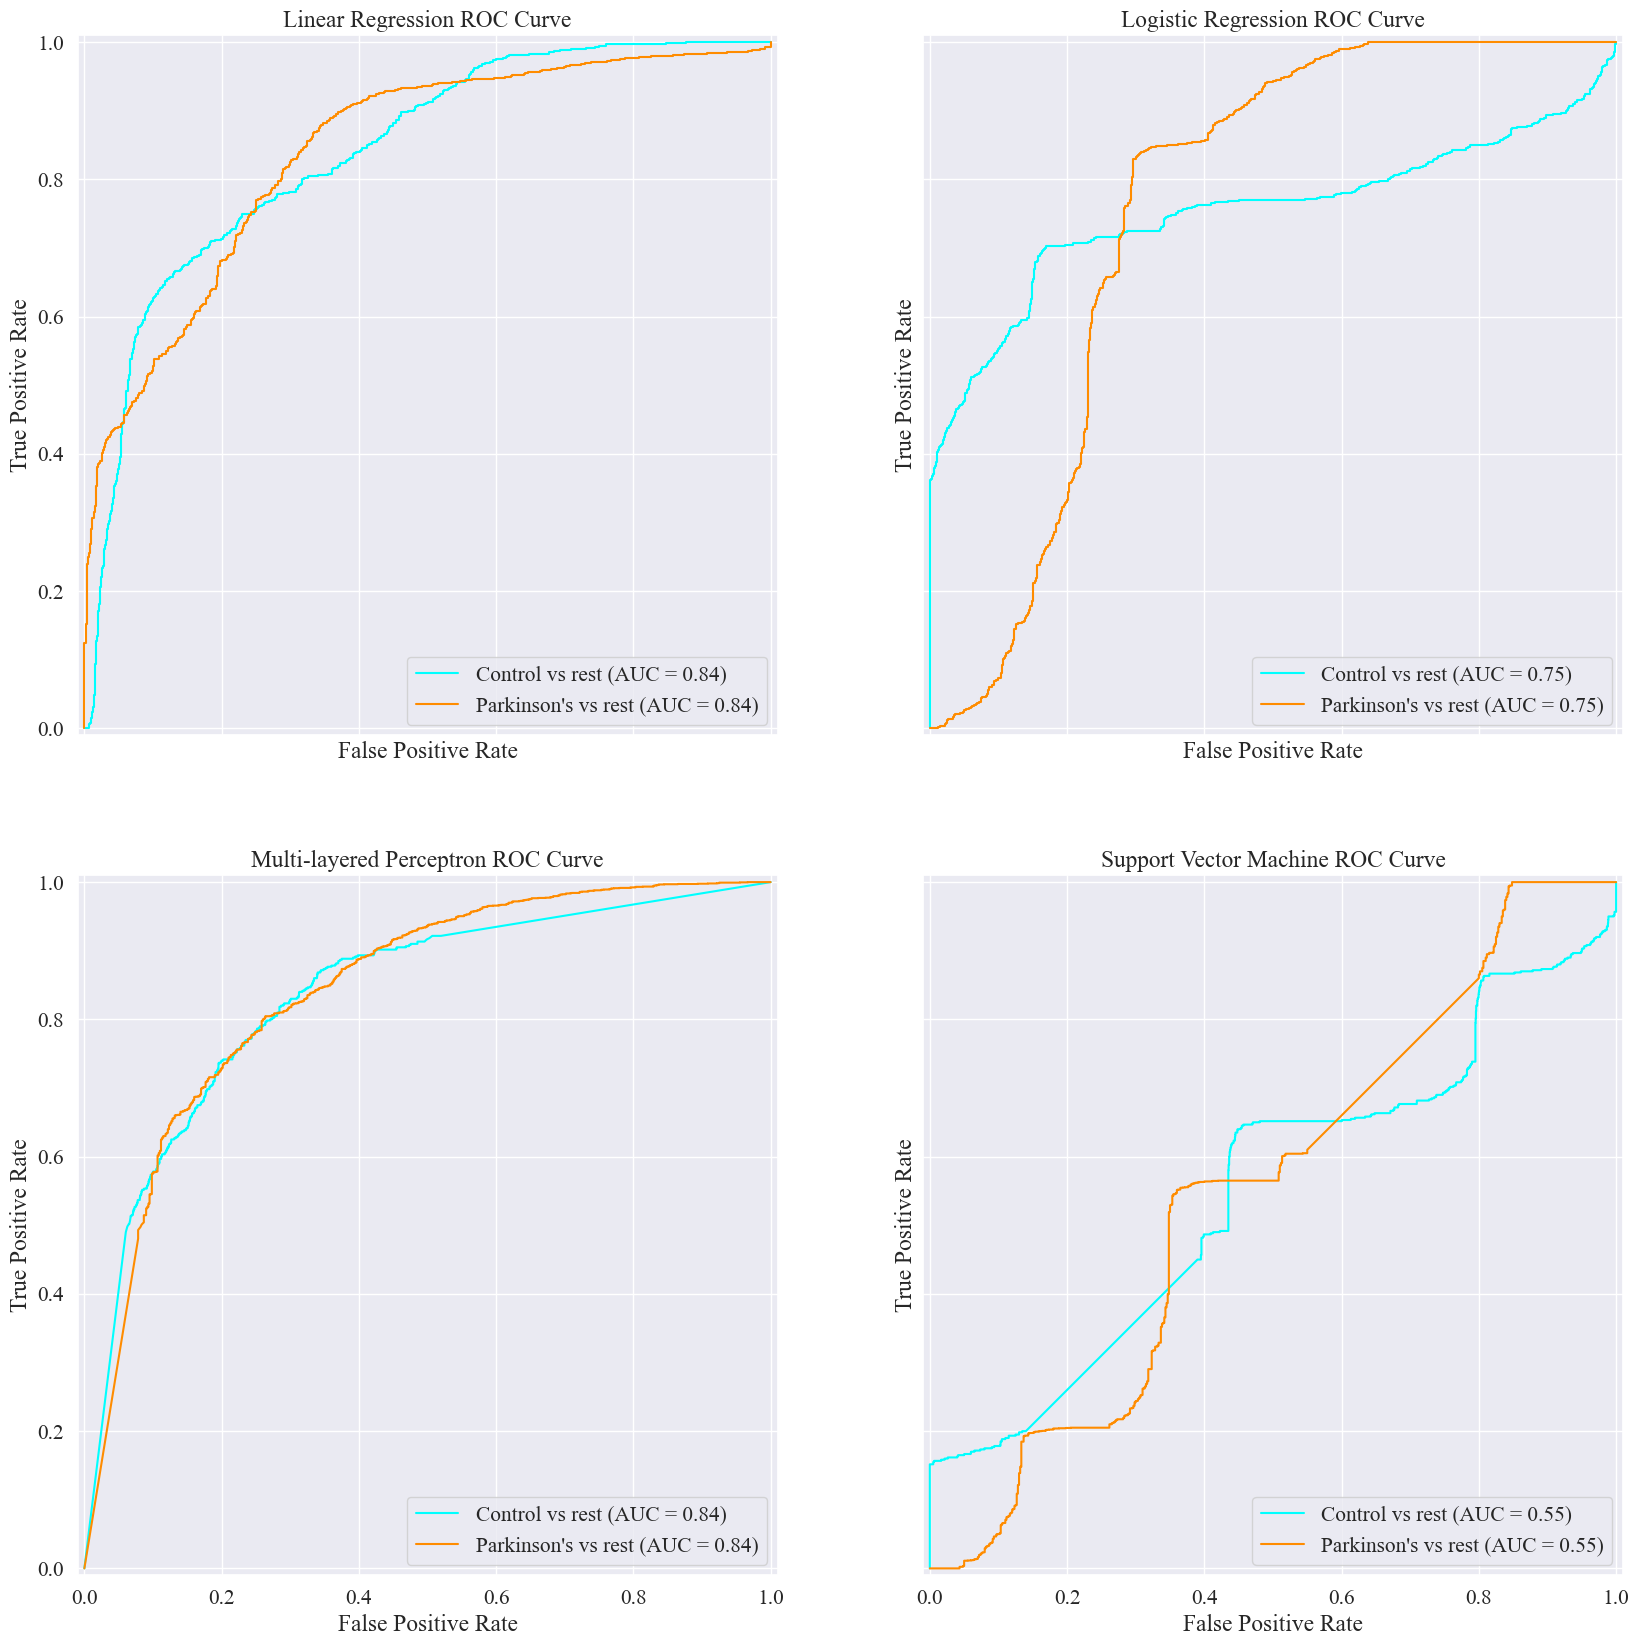 Linear Regression ROC Curve
1.0
0.8
0.6
0.4
0.2
0.0
True Positive Rate
Control vs rest (AUC = 0.84)
Parkinson's vs rest (AUC = 0.84)
False Positive Rate
Logistic Regression ROC Curve
True Positive Rate
Control vs rest (AUC = 0.75)
Parkinson's vs rest (AUC = 0.75)
False Positive Rate
Multi-layered Perceptron ROC Curve
1.0
0.8
0.6
0.4
0.2
0.0
True Positive Rate
Control vs rest (AUC = 0.84)
Parkinson's vs rest (AUC = 0.84)
0.0 0.2 0.4 0.6 0.8 1.0
False Positive Rate
Support Vector Machine ROC Curve
True Positive Rate
Control vs rest (AUC = 0.55)
Parkinson's vs rest (AUC = 0.55)
0.0 0.2 0.4 0.6 0.8 1.0
False Positive Rate